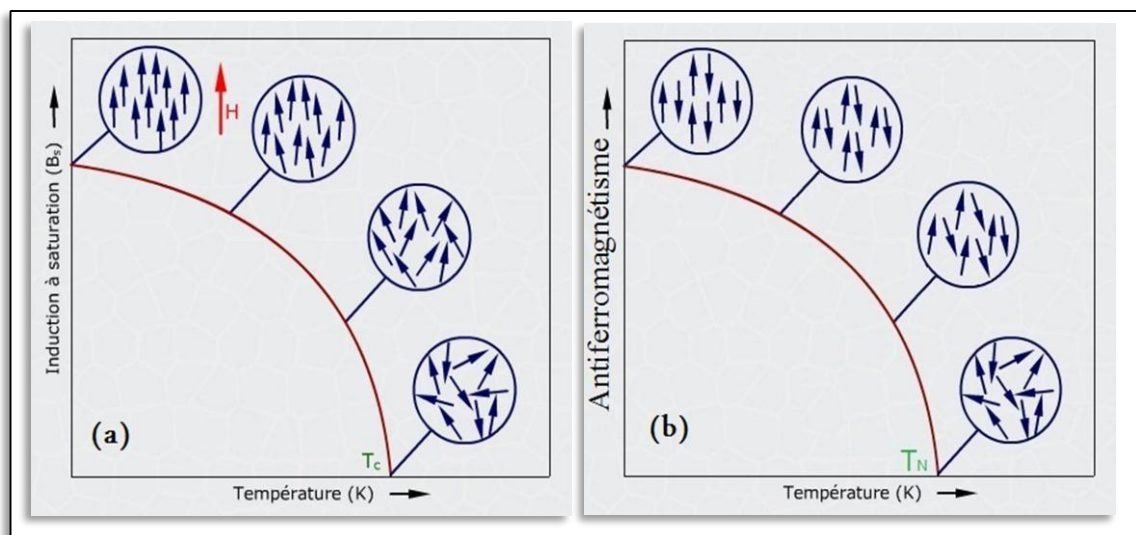 Induction à saturation (Bs)
H
(a)
Tc
Température (K)
Antiferromagnétisme
(b)
TN
Température (K)